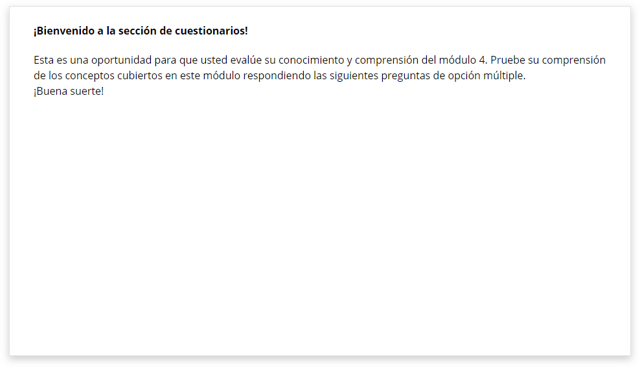 ¡Bienvenido a la sección de cuestionarios!
Esta es una oportunidad para que usted evalúe su conocimiento y comprensión del módulo 4. Pruebe su comprensión
de los conceptos cubiertos en este módulo respondiendo las siguientes preguntas de opción múltiple.
¡Buena suerte!